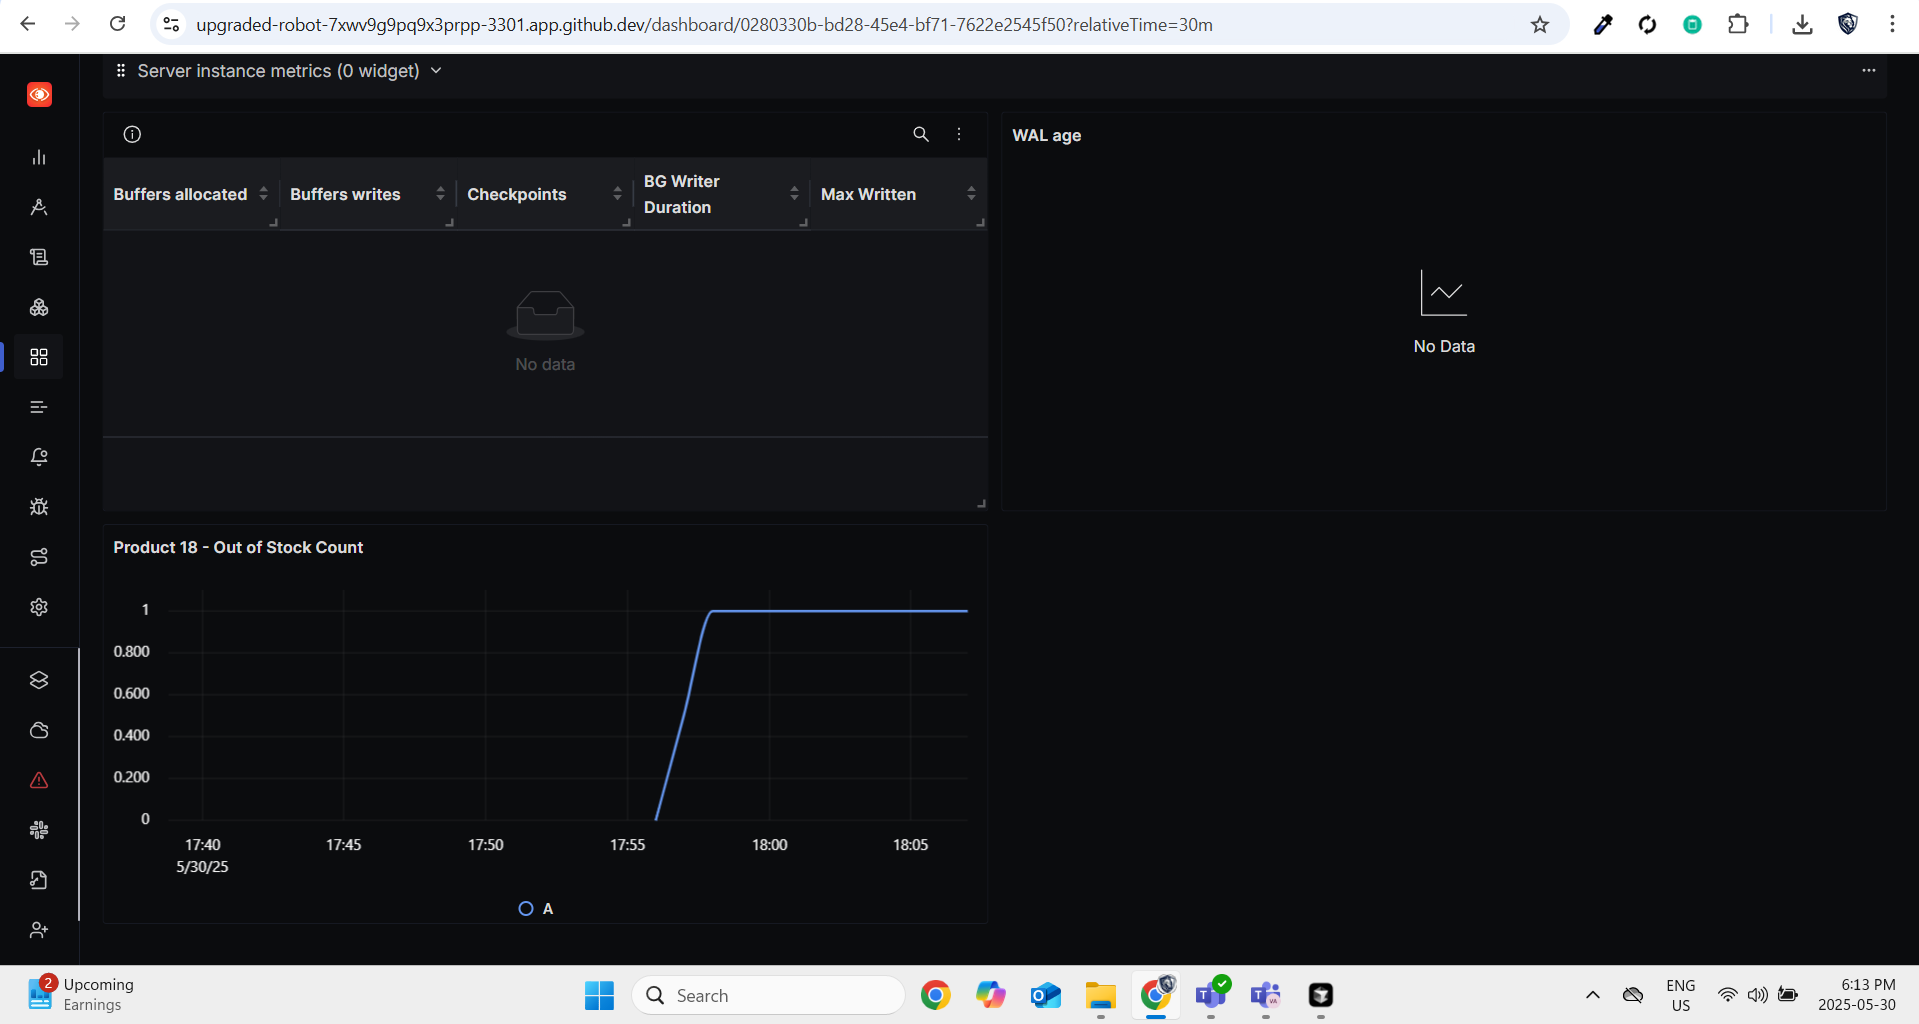 upgraded-robot-7xwv9g9pq9x3prpp-3301.app.github.dev/dashboard/0280330b-bd28-45e4-bf71-7622e2545f50?relativeTime=30m
Server instance metrics (0 widget)
Buffers allocated
Buffers writes
Checkpoints
BG Writer
Duration
Max Written
No data
WAL age
No Data
Product 18 - Out of Stock Count
1
0.800
0.600
0.400
0.200
0
17:40
17:45
17:50
17:55
18:00
18:05
5/30/25
A
2
Upcoming
Earnings
Search
ENG
US
6:13 PM
2025-05-30